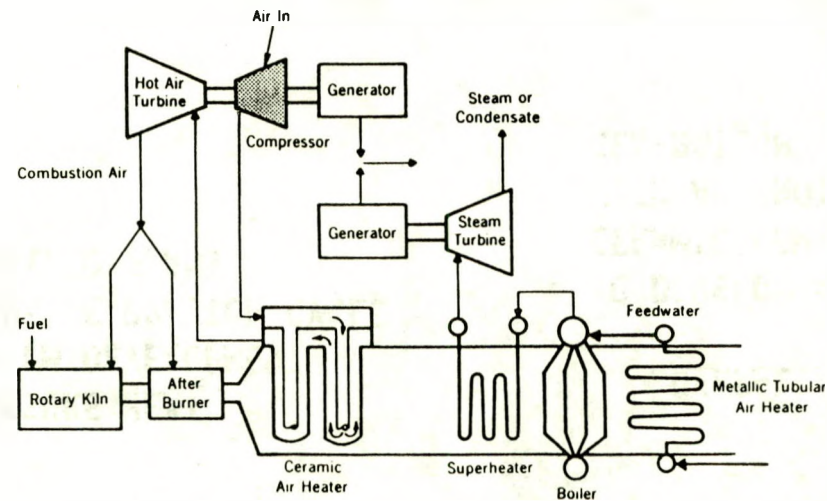 Air In
Hot Air
Turbine
Generator
Compressor
Steam or
Condensate
Combustion Air
Generator
Steam
Turbine
Fuel
Feedwater
Rotary Kiln
After
Burner
Metallic Tubular
Air Heater
Ceramic
Air Heater
Superheater
Boiler